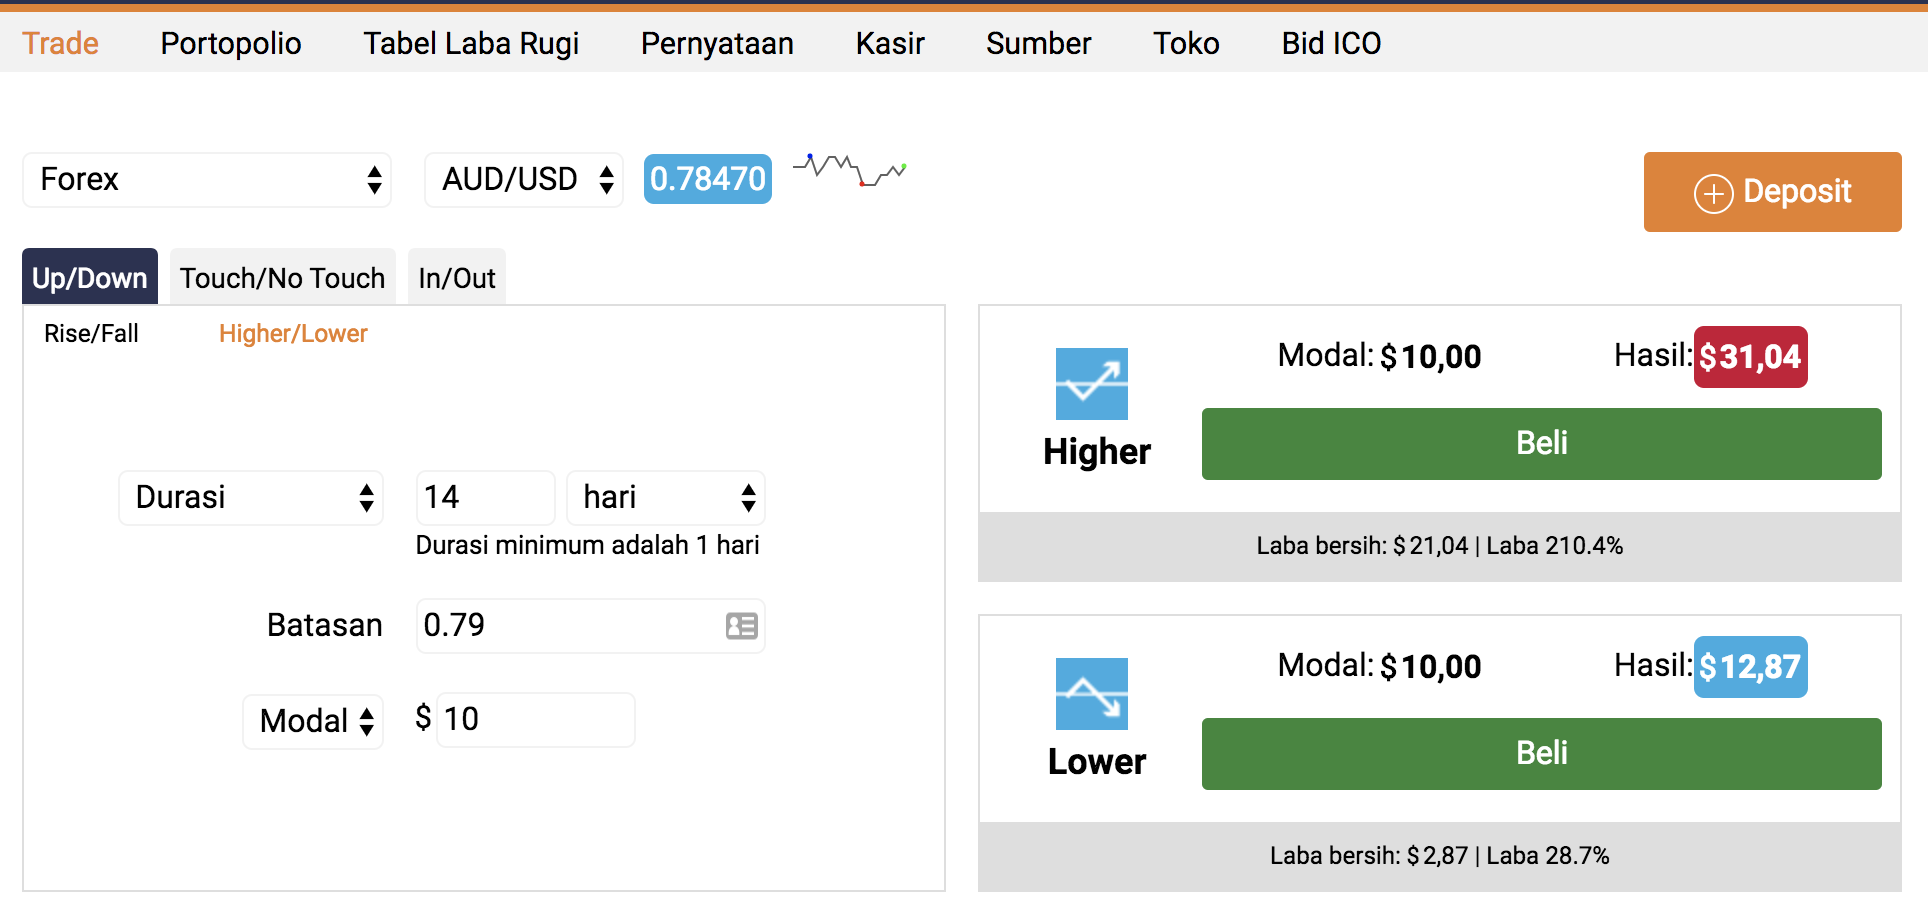 Trade Portopolio Tabel Laba Rugi Pernyataan Kasir Sumber Toko Bid ICO
Forex AUD/USD 0.78470
Deposit
Up/Down Touch/No Touch In/Out
Rise/Fall Higher/Lower
Durasi 14 hari
Durasi minimum adalah 1 hari
Batasan 0.79
Modal $ 10
Modal: $10,00 Hasil: $31,04
Higher
Beli
Laba bersih: $21,04 | Laba 210.4%
Modal: $10,00 Hasil: $12,87
Lower
Beli
Laba bersih: $2,87 | Laba 28.7%